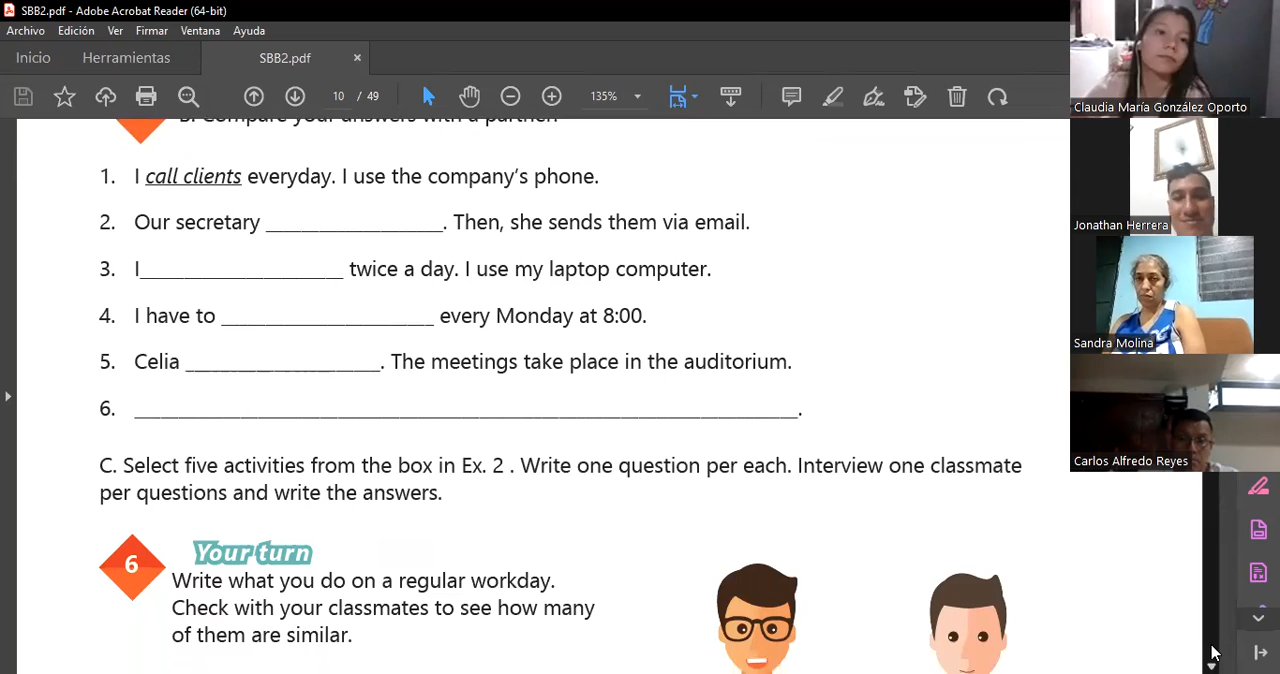 SBB2.pdf - Adobe Acrobat Reader (64-bit)
Archivo Edición Ver Firmar Ventana Ayuda
Inicio Herramientas SBB2.pdf ×
10 / 49 135%
B. Compare your answers with a partner.
1. I call clients everyday. I use the company's phone.
2. Our secretary _________________. Then, she sends them via email.
3. I____________________ twice a day. I use my laptop computer.
4. I have to _____________________ every Monday at 8:00.
5. Celia ___________________. The meetings take place in the auditorium.
6. _________________________________________________________________.
C. Select five activities from the box in Ex. 2 . Write one question per each. Interview one classmate
per questions and write the answers.
6
Your turn
Write what you do on a regular workday.
Check with your classmates to see how many
of them are similar.
Claudia María González Oporto
Jonathan Herrera
Sandra Molina
Carlos Alfredo Reyes